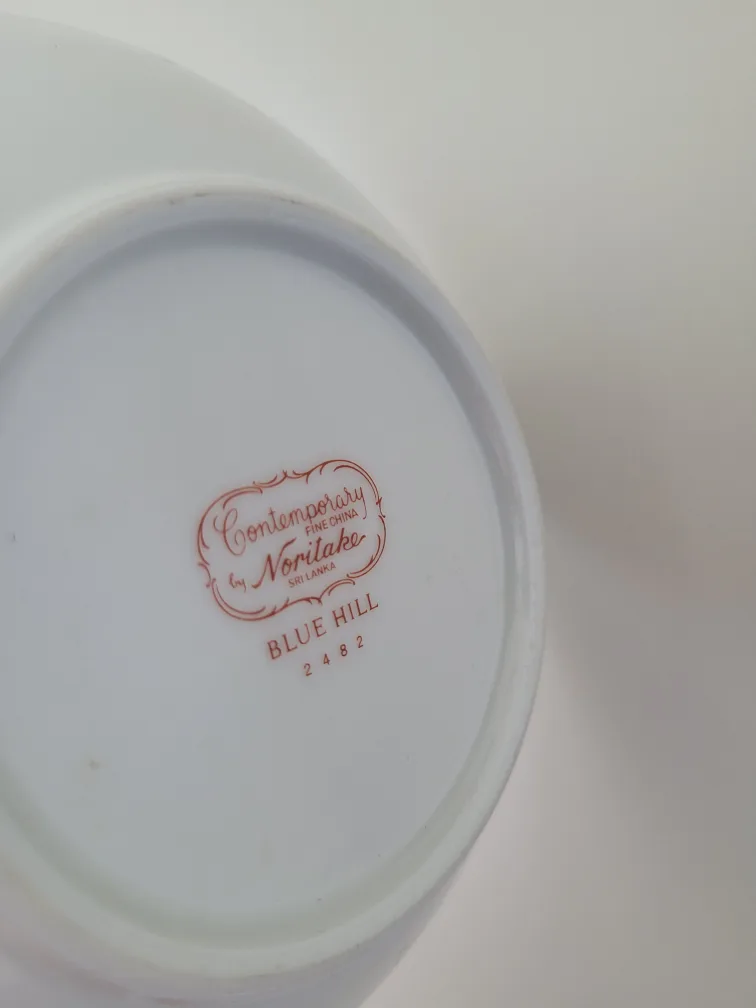 Contemporary
FINE CHINA
by Noritake
SRI LANKA
BLUE HILL
2482